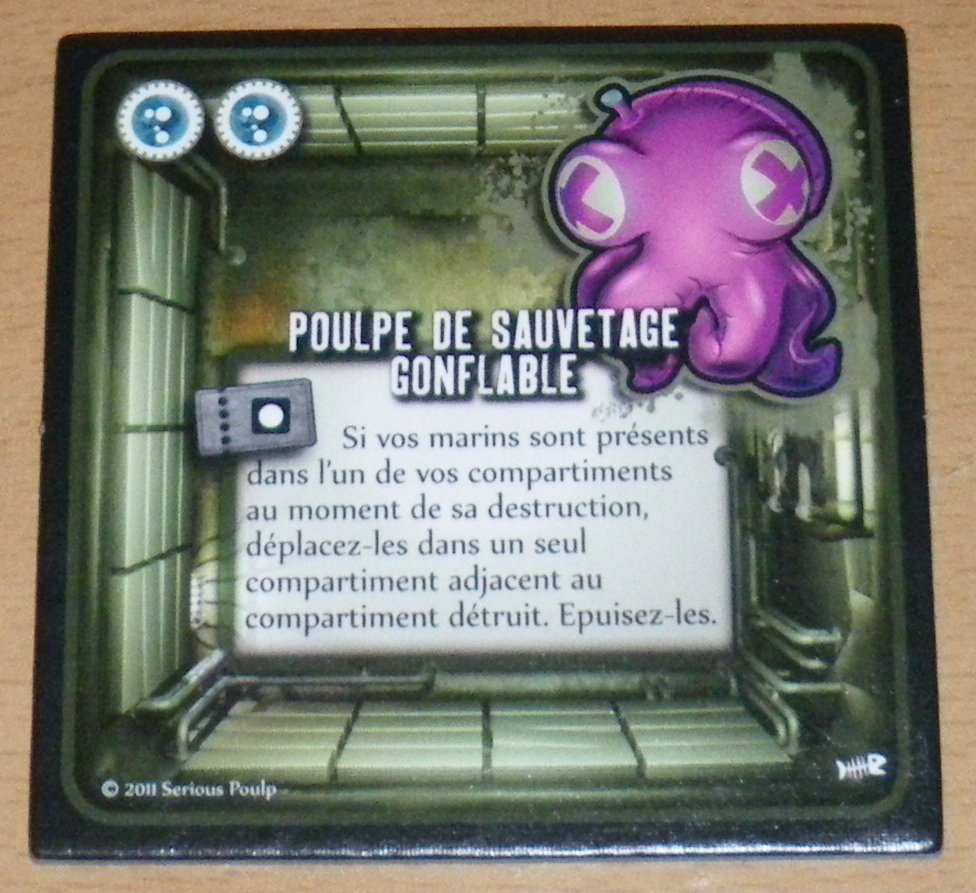 POULPE DE SAUVETAGE
GONFLABLE
Si vos marins sont présents
dans l'un de vos compartiments
au moment de sa destruction,
déplacez-les dans un seul
compartiment adjacent au
compartiment détruit. Epuisez-les.
© 2011 Serious Poulp